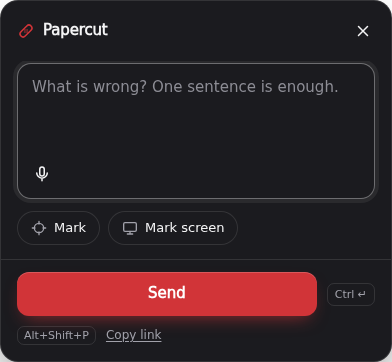 Papercut
What is wrong? One sentence is enough.
Mark
Mark screen
Send
Ctrl ↵
Alt+Shift+P
Copy link